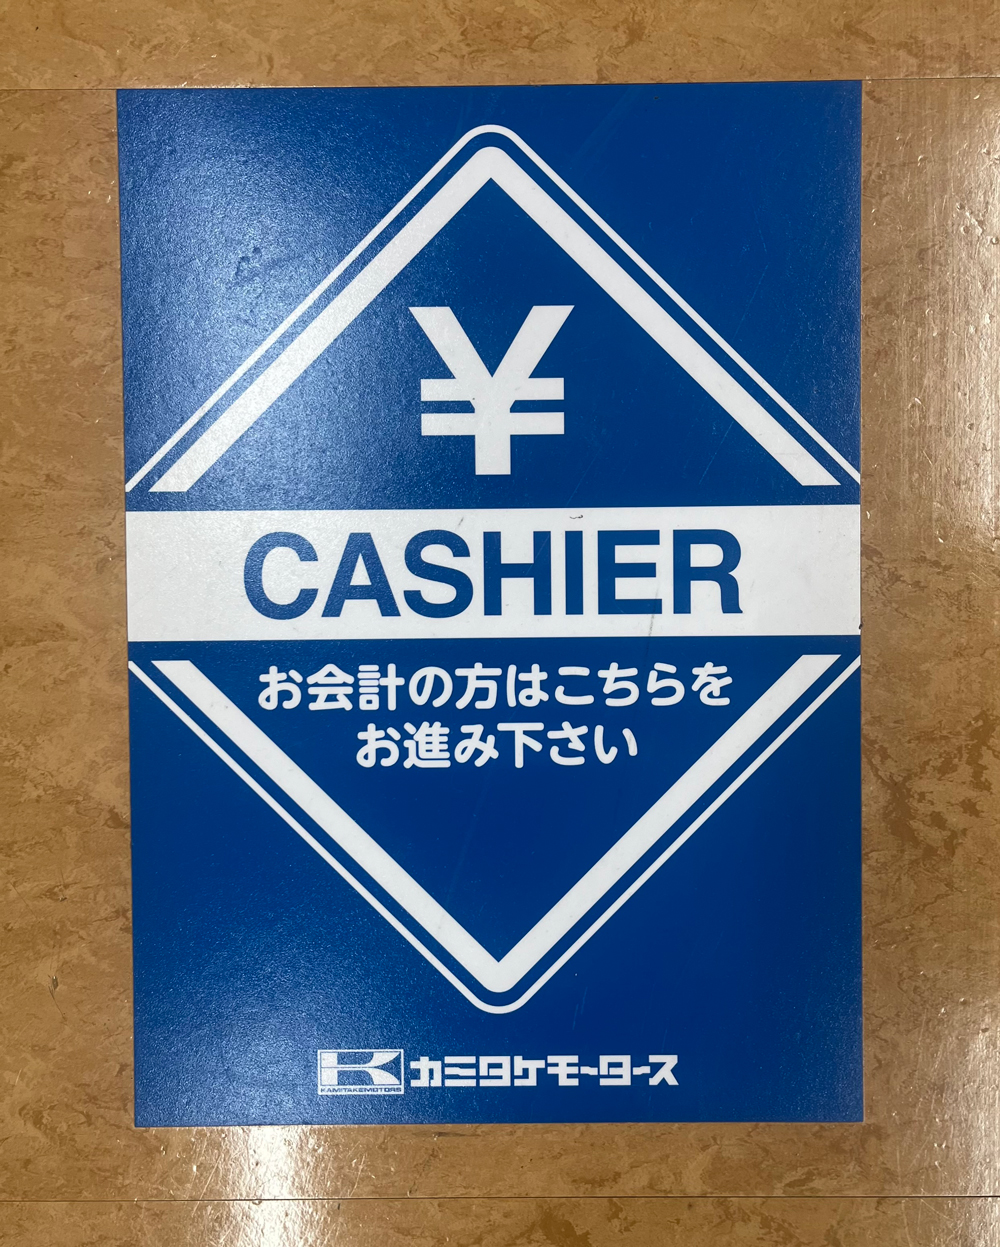 ¥
CASHIER
お会計の方はこちらを
お進み下さい
K
KAMITAKEMOTORS
カミタケモータース